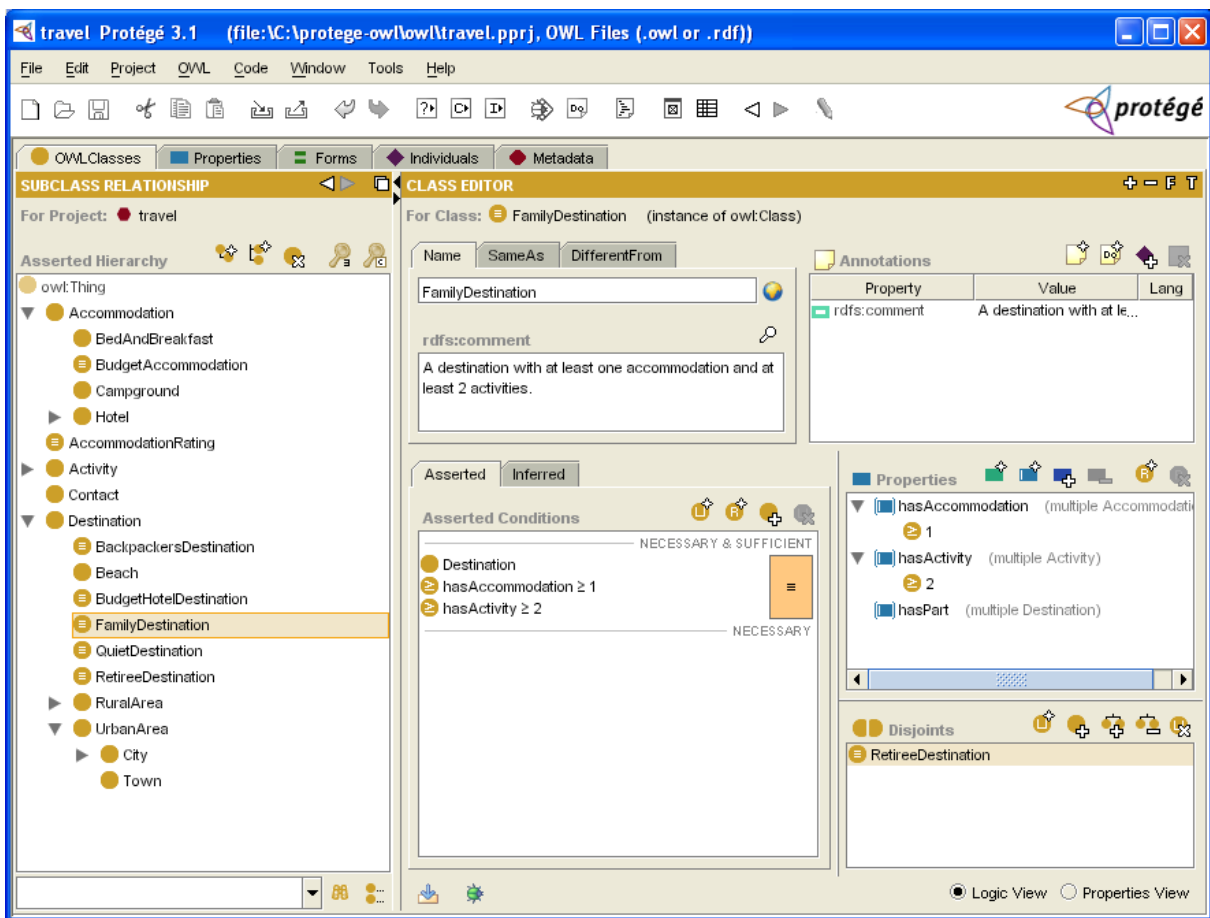 travel Protégé 3.1 (file:\C:\protege-owl\owl\travel.pprj, OWL Files (.owl or .rdf))
File Edit Project OWL Code Window Tools Help
protégé
OWLClasses Properties Forms Individuals Metadata
SUBCLASS RELATIONSHIP
For Project: travel
Asserted Hierarchy
owl:Thing
Accommodation
BedAndBreakfast
BudgetAccommodation
Campground
Hotel
AccommodationRating
Activity
Contact
Destination
BackpackersDestination
Beach
BudgetHotelDestination
FamilyDestination
QuietDestination
RetireeDestination
RuralArea
UrbanArea
City
Town
CLASS EDITOR
F T
For Class: FamilyDestination (instance of owl:Class)
Name SameAs DifferentFrom
FamilyDestination
rdfs:comment
A destination with at least one accommodation and at
least 2 activities.
Annotations
Property Value Lang
rdfs:comment A destination with at le...
Asserted Inferred
Asserted Conditions
NECESSARY & SUFFICIENT
Destination
hasAccommodation ≥ 1
hasActivity ≥ 2
NECESSARY
Properties
hasAccommodation (multiple Accommodati
1
hasActivity (multiple Activity)
2
hasPart (multiple Destination)
Disjoints
RetireeDestination
Logic View Properties View